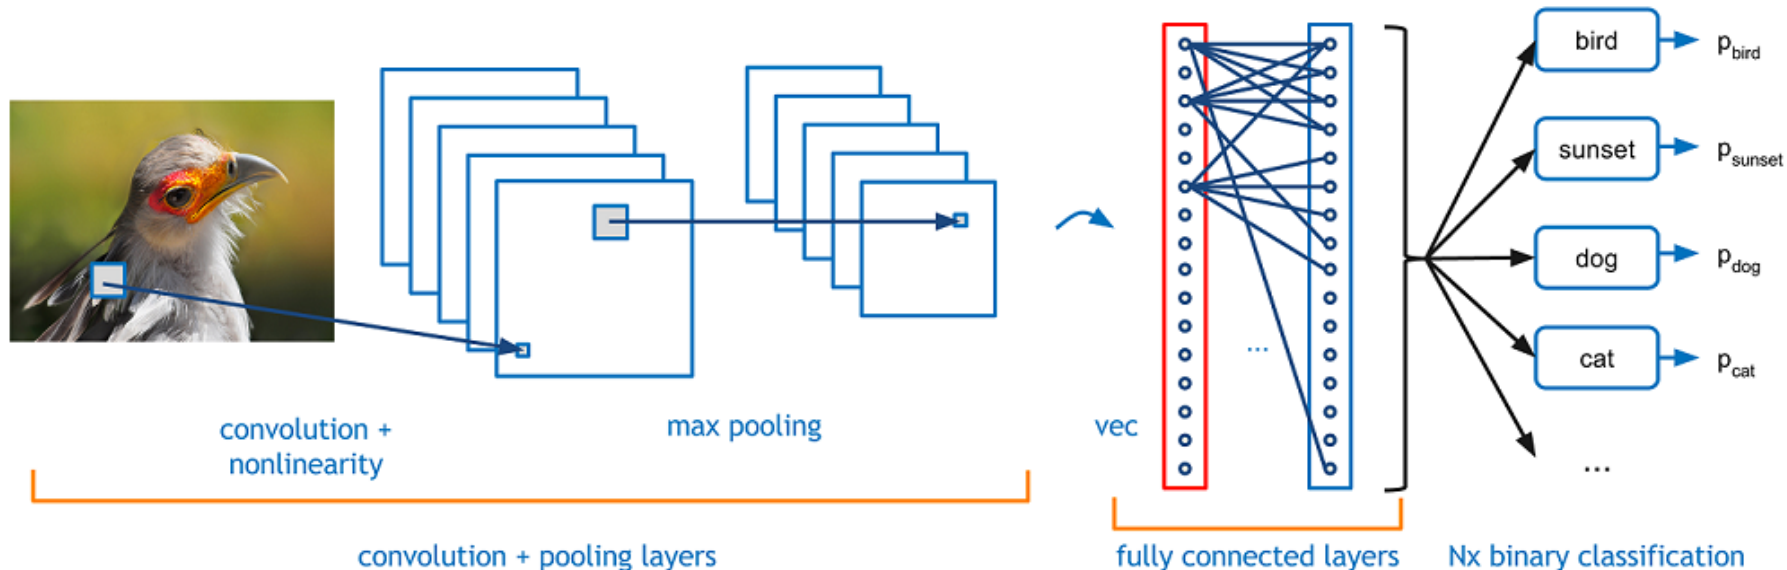 convolution +
nonlinearity
max pooling
vec
convolution + pooling layers
fully connected layers
Nx binary classification
bird
p_bird
sunset
p_sunset
dog
p_dog
cat
p_cat
...
...